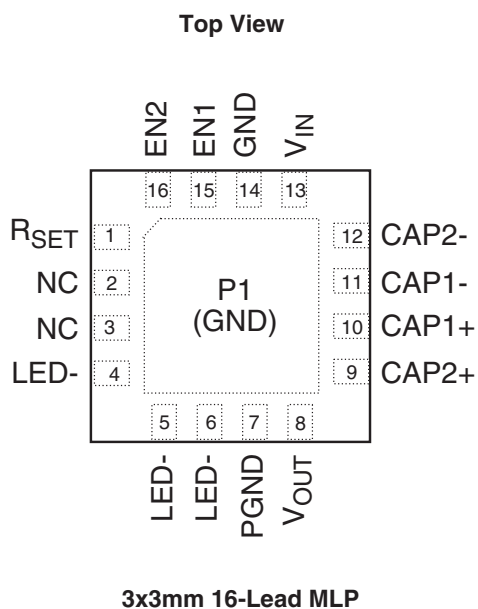 Top View
EN2
EN1
GND
VIN
16
15
14
13
RSET
1
NC
2
NC
3
LED-
4
P1
(GND)
12
CAP2-
11
CAP1-
10
CAP1+
9
CAP2+
5
6
7
8
LED-
LED-
PGND
VOUT
3x3mm 16-Lead MLP